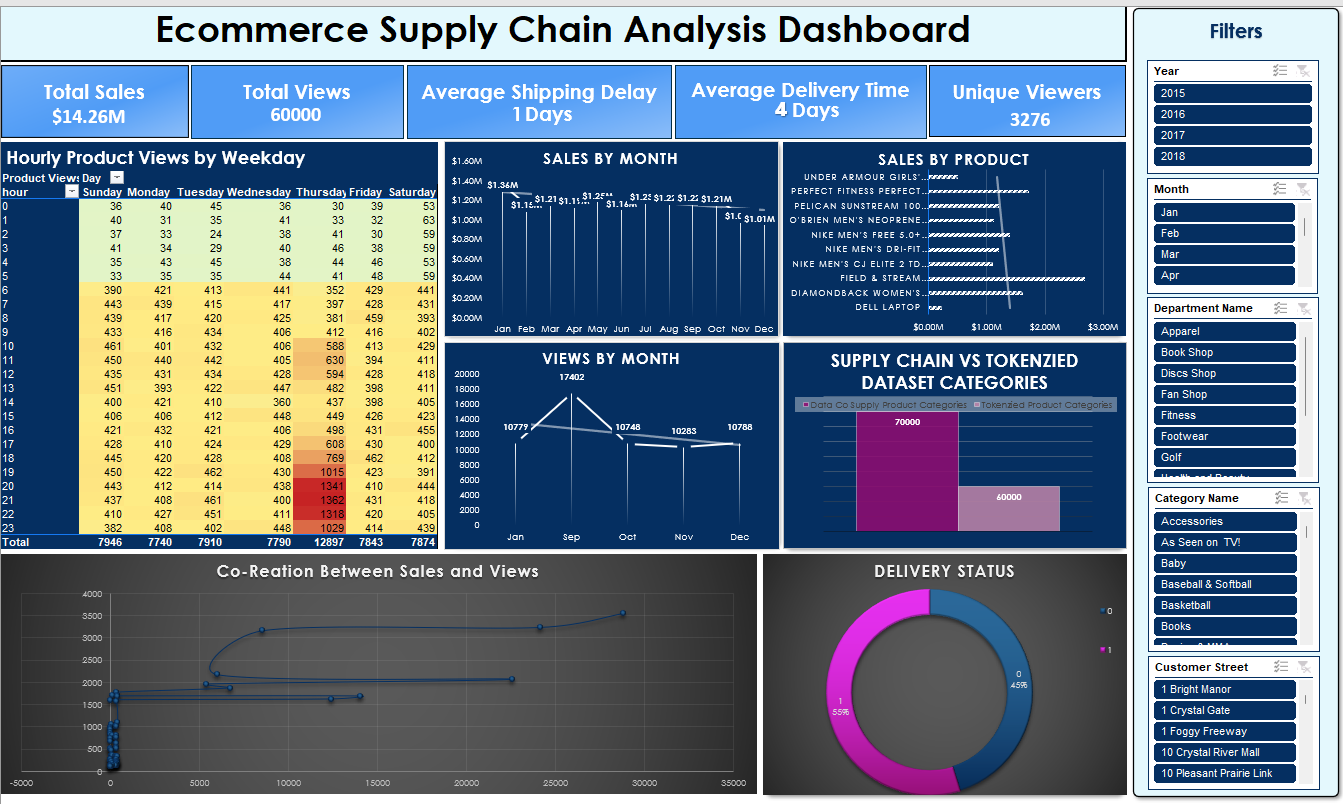 Ecommerce Supply Chain Analysis Dashboard
Total Sales
$14.26M
Total Views
60000
Average Shipping Delay
1 Days
Average Delivery Time
4 Days
Unique Viewers
3276
Hourly Product Views by Weekday
Product Views Day
hour Sunday Monday Tuesday Wednesday Thursday Friday Saturday
0 36 40 45 36 30 39 53
1 40 31 35 41 33 32 63
2 37 33 24 38 41 30 59
3 41 34 29 40 46 38 59
4 35 43 45 38 44 46 53
5 33 35 35 44 41 48 59
6 390 421 413 441 352 429 441
7 443 439 415 417 397 428 431
8 439 417 420 425 381 459 393
9 433 416 434 406 412 416 402
10 461 401 432 406 588 413 429
11 450 440 442 405 630 394 411
12 435 431 434 428 594 428 418
13 451 393 422 447 482 398 411
14 400 421 410 360 437 398 405
15 406 406 412 448 449 426 423
16 421 432 421 406 498 431 455
17 428 410 424 429 608 430 400
18 445 420 428 408 769 462 412
19 450 422 462 430 1015 423 391
20 443 412 414 438 1341 410 444
21 437 408 461 400 1362 431 418
22 410 427 451 411 1318 420 405
23 382 408 402 448 1029 414 439
Total 7946 7740 7910 7790 12897 7843 7874
SALES BY MONTH
$1.60M
$1.40M
$1.20M
$1.00M
$0.80M
$0.60M
$0.40M
$0.20M
$0.00M
$1.36M
$1.16M
$1.21M
$1.01M
Jan Feb Mar Apr May Jun Jul Aug Sep Oct Nov Dec
SALES BY PRODUCT
UNDER ARMOUR GIRLS'…
PERFECT FITNESS PERFECT…
PELICAN SUNSTREAM 100…
O'BRIEN MEN'S NEOPRENE…
NIKE MEN'S FREE 5.0+…
NIKE MEN'S DRI-FIT…
NIKE MEN'S CJ ELITE 2 TD…
FIELD & STREAM…
DIAMONDBACK WOMEN'S…
DELL LAPTOP
$0.00M $1.00M $2.00M $3.00M
VIEWS BY MONTH
20000
18000
16000
14000
12000
10000
8000
6000
4000
2000
0
10779
17402
10748
10283
10788
Jan Sep Oct Nov Dec
SUPPLY CHAIN VS TOKENZIED
DATASET CATEGORIES
Data Co Supply Product Categories Tokenzied Product Categories
70000
60000
Co-Reation Between Sales and Views
4000
3500
3000
2500
2000
1500
1000
500
0
-5000 0 5000 10000 15000 20000 25000 30000 35000
DELIVERY STATUS
0
1
0
45%
1
55%
Filters
Year
2015
2016
2017
2018
Month
Jan
Feb
Mar
Apr
Department Name
Apparel
Book Shop
Discs Shop
Fan Shop
Fitness
Footwear
Golf
Health and Beauty
Category Name
Accessories
As Seen on TV!
Baby
Baseball & Softball
Basketball
Books
Customer Street
1 Bright Manor
1 Crystal Gate
1 Foggy Freeway
10 Crystal River Mall
10 Pleasant Prairie Link